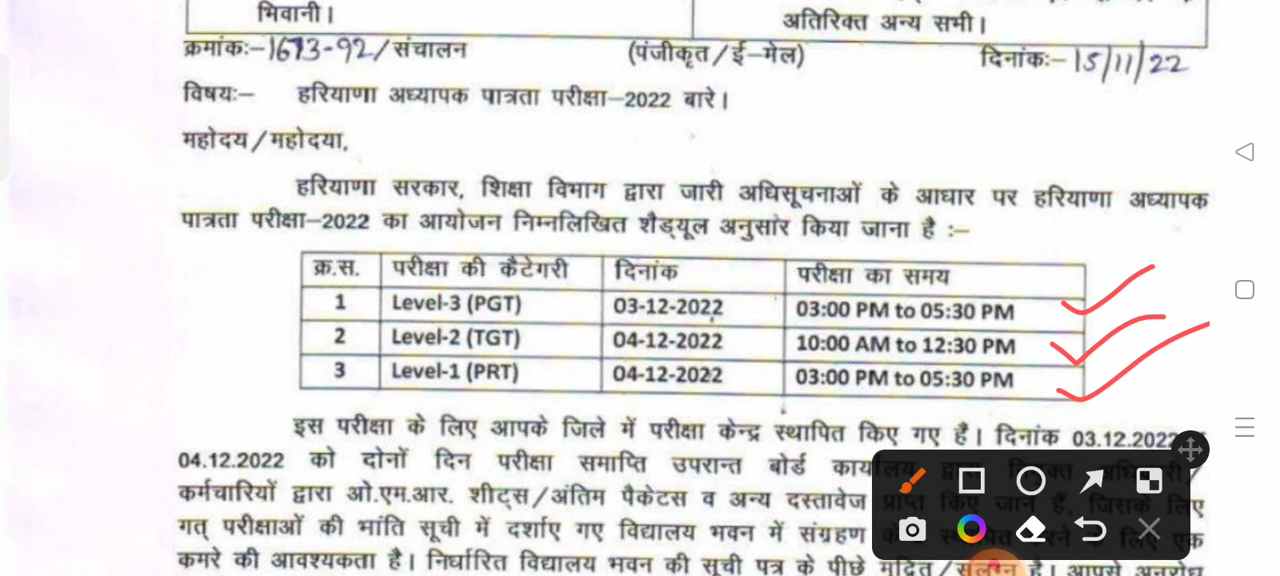 भिवानी।
अतिरिक्त अन्य सभी।
क्रमांकः-1673-92/संचालन (पंजीकृत/ई-मेल) दिनांकः- 15/11/22
विषयः- हरियाणा अध्यापक पात्रता परीक्षा-2022 बारे।
महोदय/महोदया,
हरियाणा सरकार, शिक्षा विभाग द्वारा जारी अधिसूचनाओं के आधार पर हरियाणा अध्यापक
पात्रता परीक्षा-2022 का आयोजन निम्नलिखित शैड्यूल अनुसार किया जाना है :-
क्र.स. परीक्षा की कैटेगरी दिनांक परीक्षा का समय
1 Level-3 (PGT) 03-12-2022 03:00 PM to 05:30 PM
2 Level-2 (TGT) 04-12-2022 10:00 AM to 12:30 PM
3 Level-1 (PRT) 04-12-2022 03:00 PM to 05:30 PM
इस परीक्षा के लिए आपके जिले में परीक्षा केन्द्र स्थापित किए गए हैं। दिनांक 03.12.2022
04.12.2022 को दोनों दिन परीक्षा समाप्ति उपरान्त बोर्ड कार्यालय द्वारा
कर्मचारियों द्वारा ओ.एम.आर. शीट्स/अंतिम पैकेटस व अन्य दस्तावेज प्राप्त किए जाने हैं, जिसके लिए
गत् परीक्षाओं की भांति सूची में दर्शाए गए विद्यालय भवन में संग्रहण लिए एक
कमरे की आवश्यकता है। निर्धारित विद्यालय भवन की सूची पत्र के पीछे मुद्रित/संलग्न है। आपसे अनुरोध